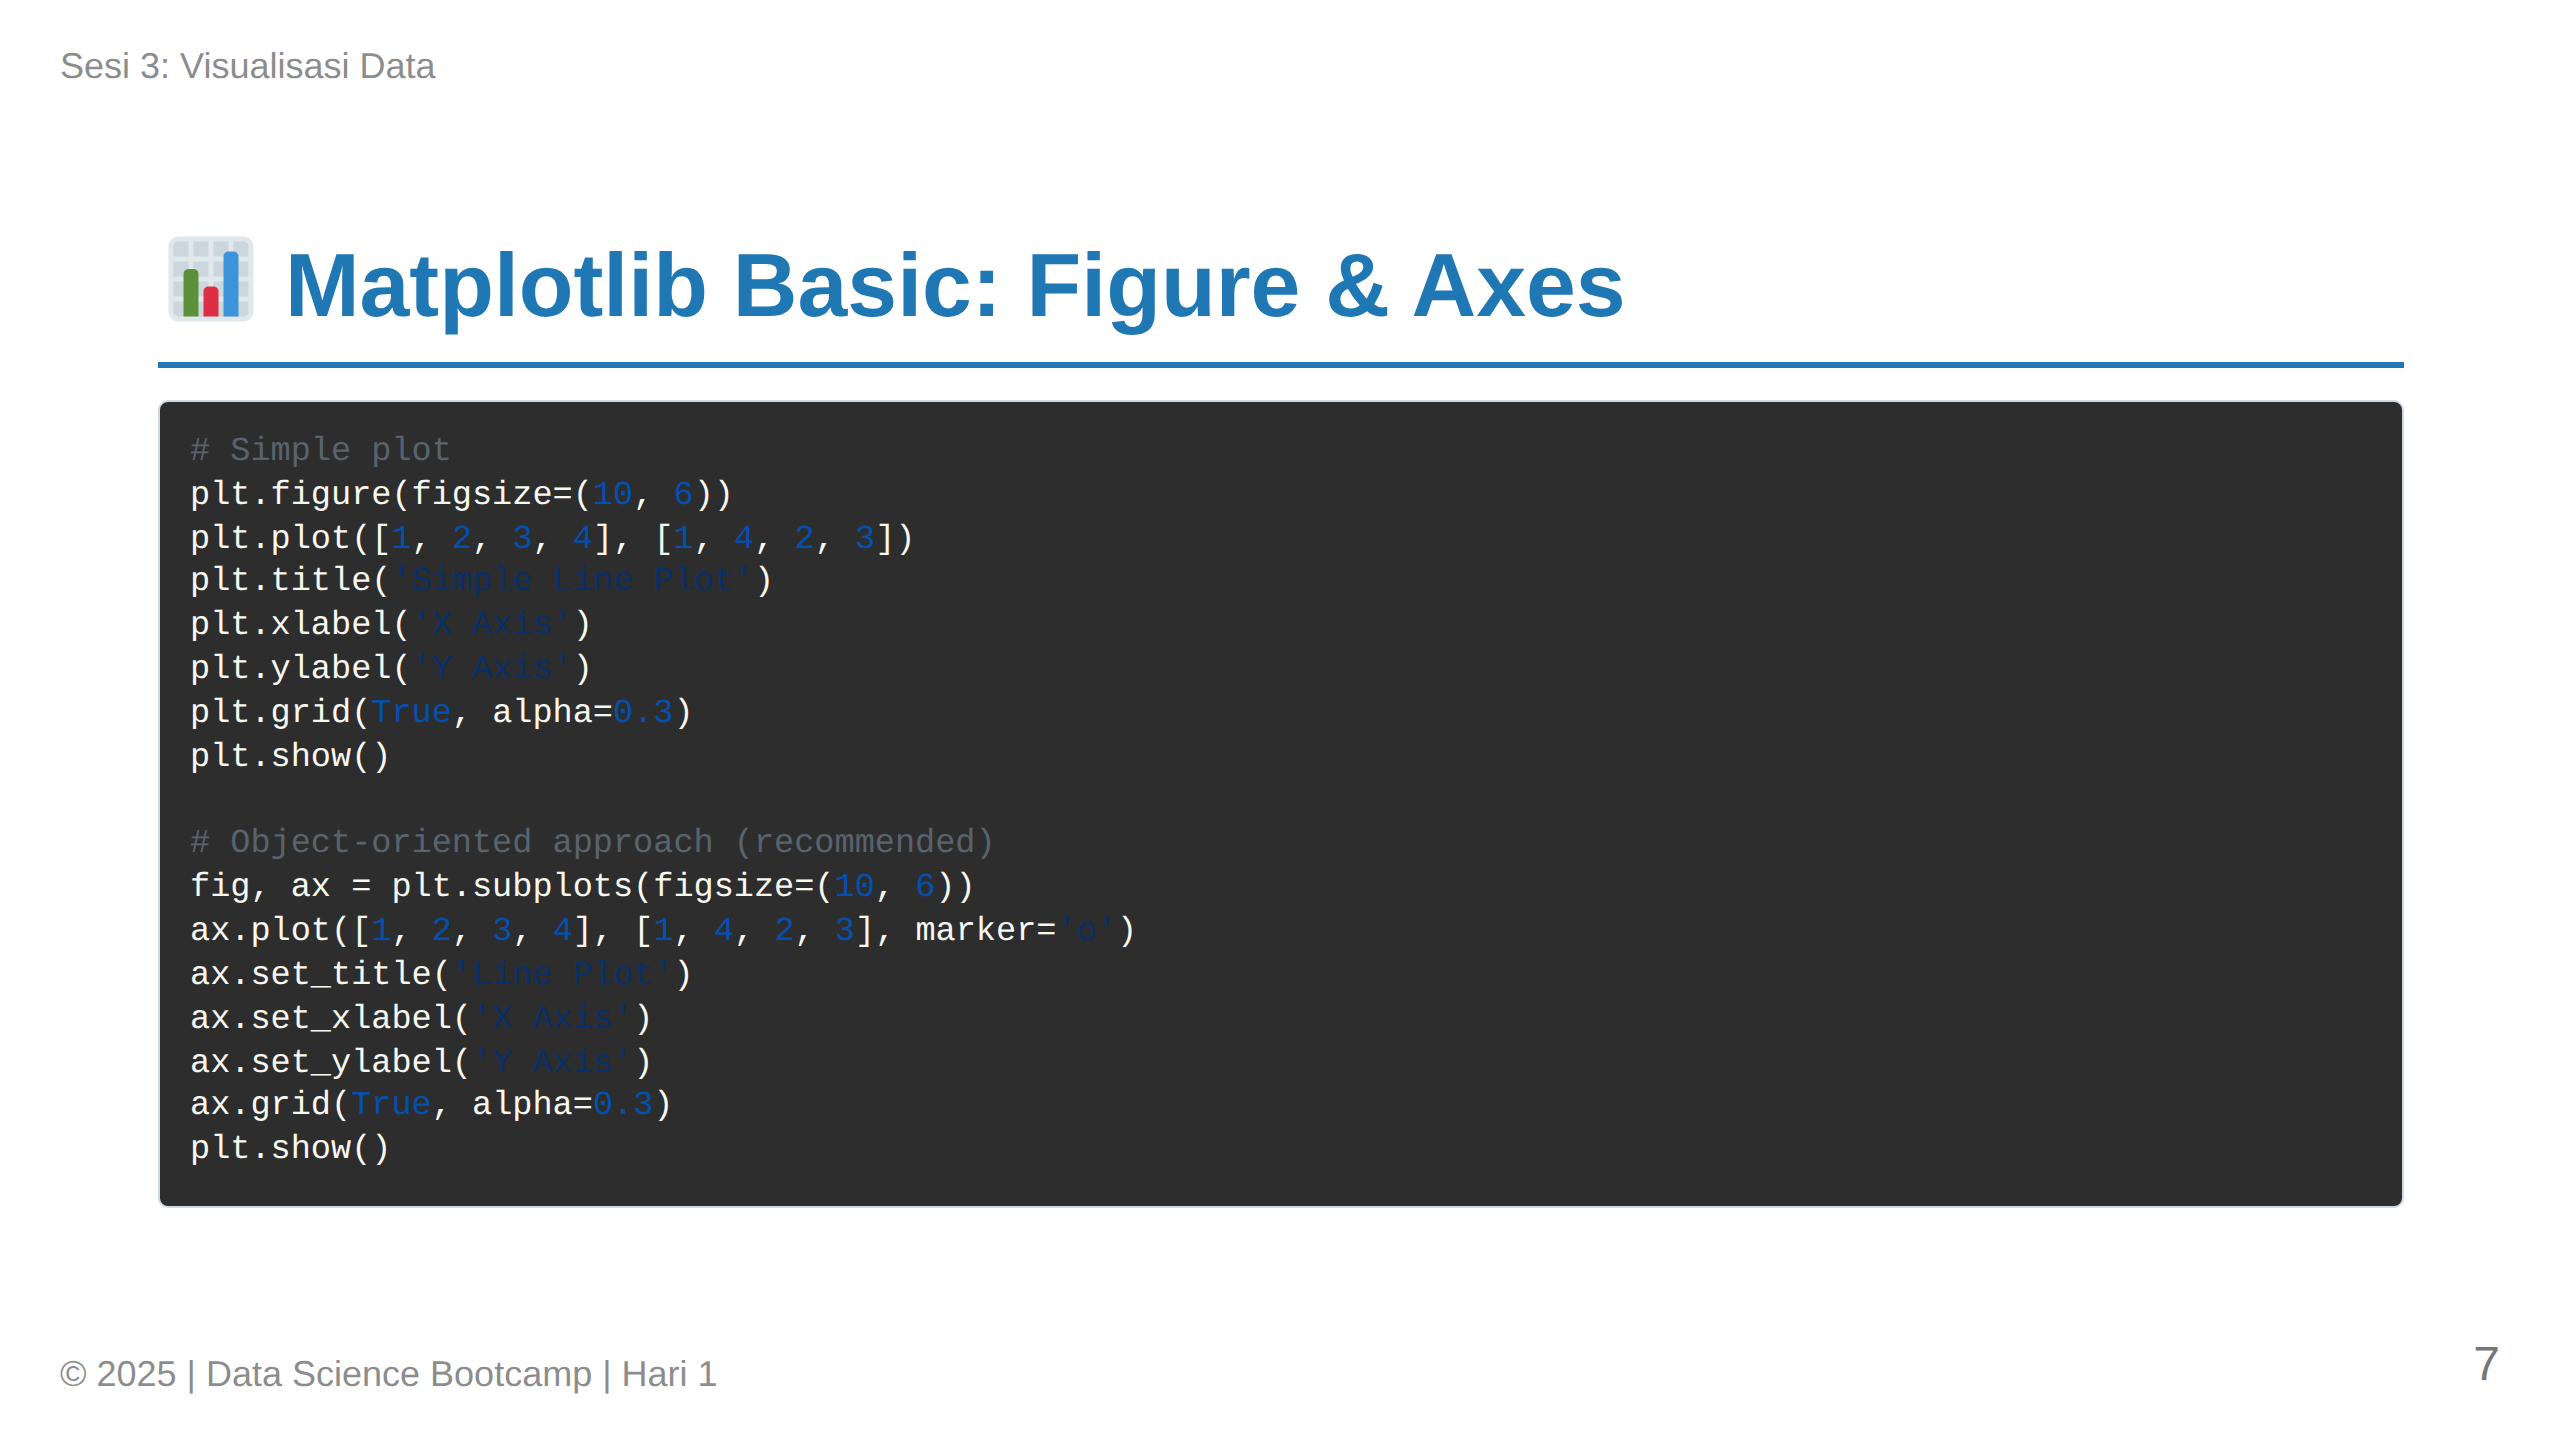 Sesi 3: Visualisasi Data
Matplotlib Basic: Figure & Axes
# Simple plot
plt.figure(figsize=(10, 6))
plt.plot([1, 2, 3, 4], [1, 4, 2, 3])
plt.title('Simple Line Plot')
plt.xlabel('X Axis')
plt.ylabel('Y Axis')
plt.grid(True, alpha=0.3)
plt.show()
# Object-oriented approach (recommended)
fig, ax = plt.subplots(figsize=(10, 6))
ax.plot([1, 2, 3, 4], [1, 4, 2, 3], marker='o')
ax.set_title('Line Plot')
ax.set_xlabel('X Axis')
ax.set_ylabel('Y Axis')
ax.grid(True, alpha=0.3)
plt.show()
© 2025 | Data Science Bootcamp | Hari 1
7